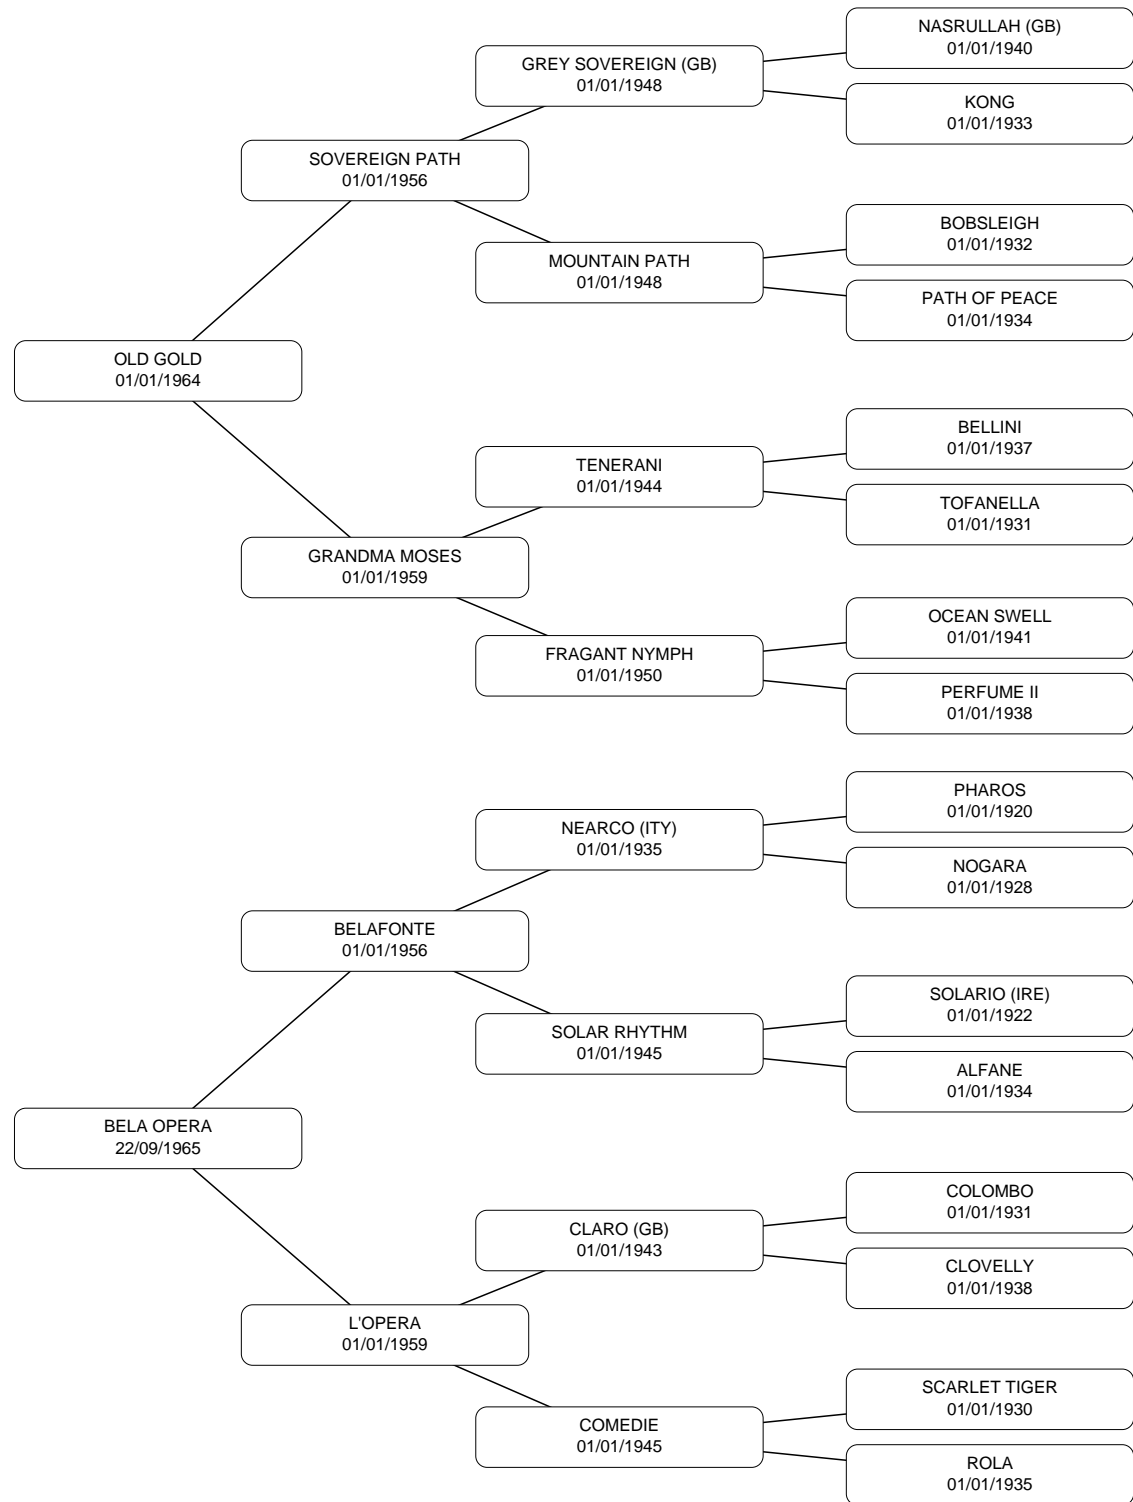 NASRULLAH (GB)
01/01/1940
GREY SOVEREIGN (GB)
01/01/1948
KONG
01/01/1933
SOVEREIGN PATH
01/01/1956
BOBSLEIGH
01/01/1932
MOUNTAIN PATH
01/01/1948
PATH OF PEACE
01/01/1934
OLD GOLD
01/01/1964
BELLINI
01/01/1937
TENERANI
01/01/1944
TOFANELLA
01/01/1931
GRANDMA MOSES
01/01/1959
OCEAN SWELL
01/01/1941
FRAGANT NYMPH
01/01/1950
PERFUME II
01/01/1938
PHAROS
01/01/1920
NEARCO (ITY)
01/01/1935
NOGARA
01/01/1928
BELAFONTE
01/01/1956
SOLARIO (IRE)
01/01/1922
SOLAR RHYTHM
01/01/1945
ALFANE
01/01/1934
BELA OPERA
22/09/1965
COLOMBO
01/01/1931
CLARO (GB)
01/01/1943
CLOVELLY
01/01/1938
L'OPERA
01/01/1959
SCARLET TIGER
01/01/1930
COMEDIE
01/01/1945
ROLA
01/01/1935